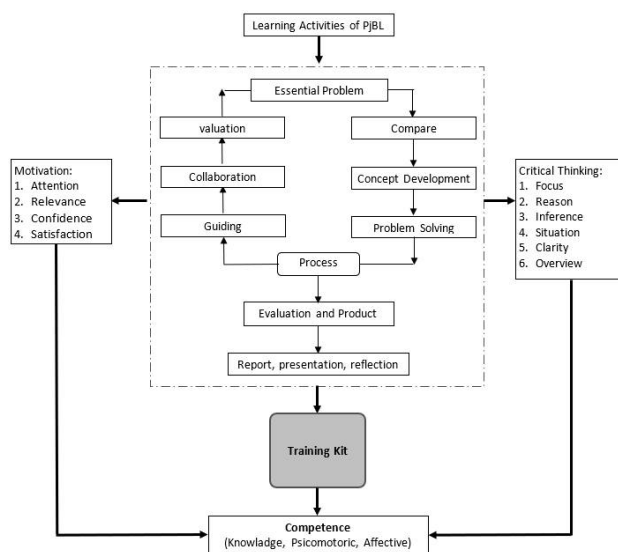 Learning Activities of PjBL
Essential Problem
valuation
Compare
Collaboration
Concept Development
Guiding
Problem Solving
Process
Evaluation and Product
Report, presentation, reflection
Motivation:
1. Attention
2. Relevance
3. Confidence
4. Satisfaction
Critical Thinking:
1. Focus
2. Reason
3. Inference
4. Situation
5. Clarity
6. Overview
Training Kit
Competence
(Knowladge, Psicomotoric, Affective)